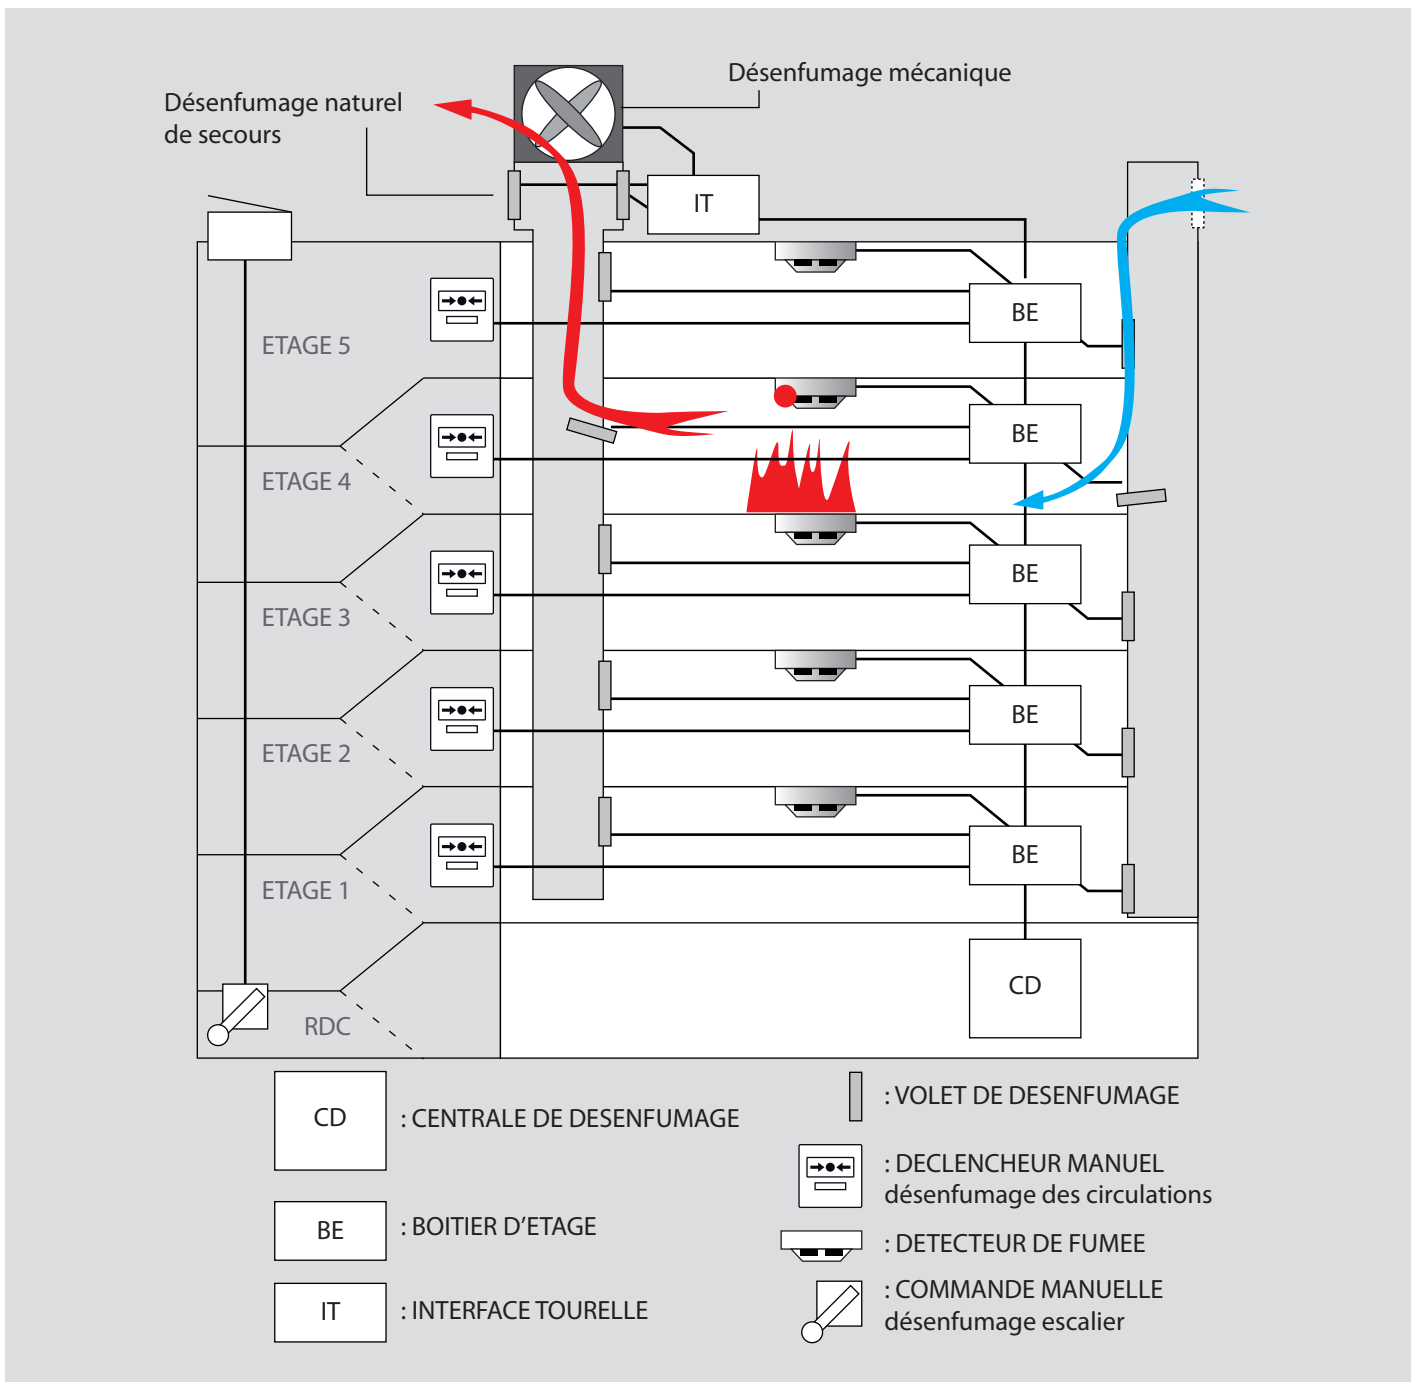 Désenfumage mécanique
Désenfumage naturel
de secours
IT
BE
ETAGE 5
BE
ETAGE 4
BE
ETAGE 3
BE
ETAGE 2
BE
ETAGE 1
CD
RDC
CD
: CENTRALE DE DESENFUMAGE
BE
: BOITIER D’ETAGE
IT
: INTERFACE TOURELLE
: VOLET DE DESENFUMAGE
: DECLENCHEUR MANUEL
désenfumage des circulations
: DETECTEUR DE FUMEE
: COMMANDE MANUELLE
désenfumage escalier